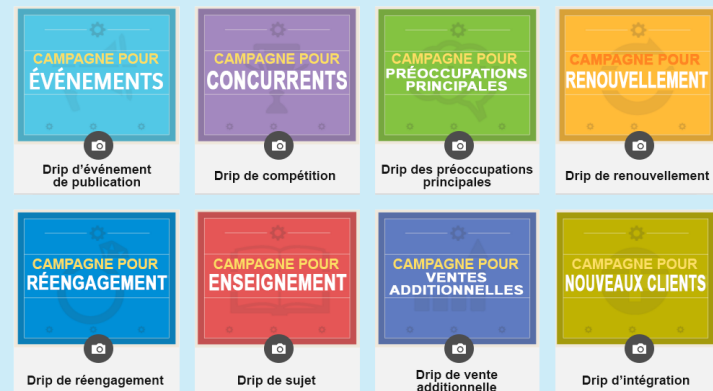 CAMPAGNE POUR
ÉVÉNEMENTS
Drip d'événement
de publication
CAMPAGNE POUR
CONCURRENTS
Drip de compétition
CAMPAGNE POUR
PRÉOCCUPATIONS
PRINCIPALES
Drip des préoccupations
principales
CAMPAGNE POUR
RENOUVELLEMENT
Drip de renouvellement
CAMPAGNE POUR
RÉENGAGEMENT
Drip de réengagement
CAMPAGNE POUR
ENSEIGNEMENT
Drip de sujet
CAMPAGNE POUR
VENTES
ADDITIONNELLES
Drip de vente
additionnelle
CAMPAGNE POUR
NOUVEAUX CLIENTS
Drip d'intégration